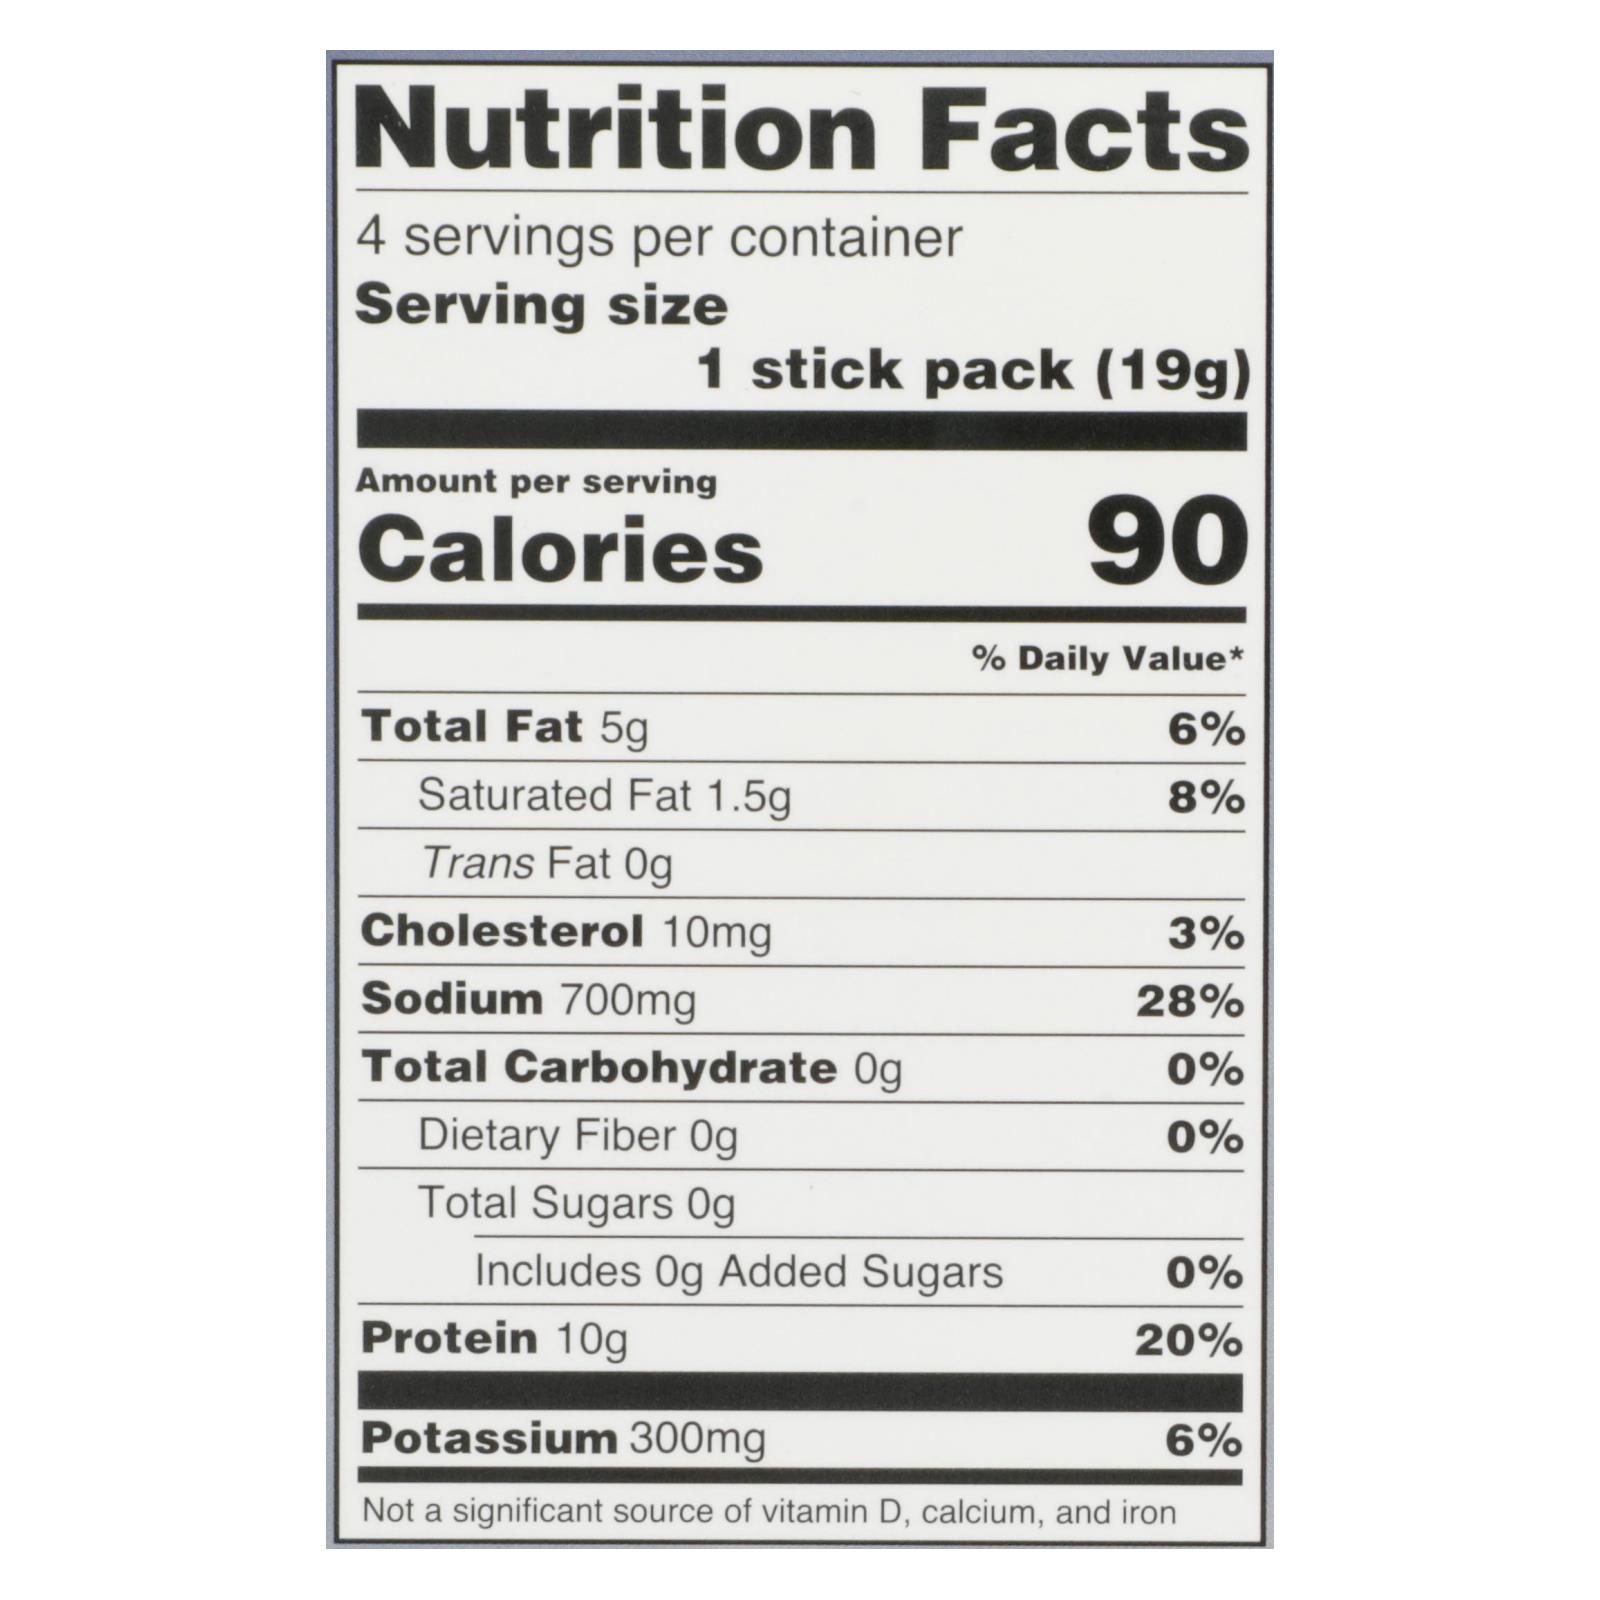 Nutrition Facts
4 servings per container
Serving size
1 stick pack (19g)
Amount per serving
Calories 90
% Daily Value*
Total Fat 5g 6%
Saturated Fat 1.5g 8%
Trans Fat 0g
Cholesterol 10mg 3%
Sodium 700mg 28%
Total Carbohydrate 0g 0%
Dietary Fiber 0g 0%
Total Sugars 0g
Includes 0g Added Sugars 0%
Protein 10g 20%
Potassium 300mg 6%
Not a significant source of vitamin D, calcium, and iron